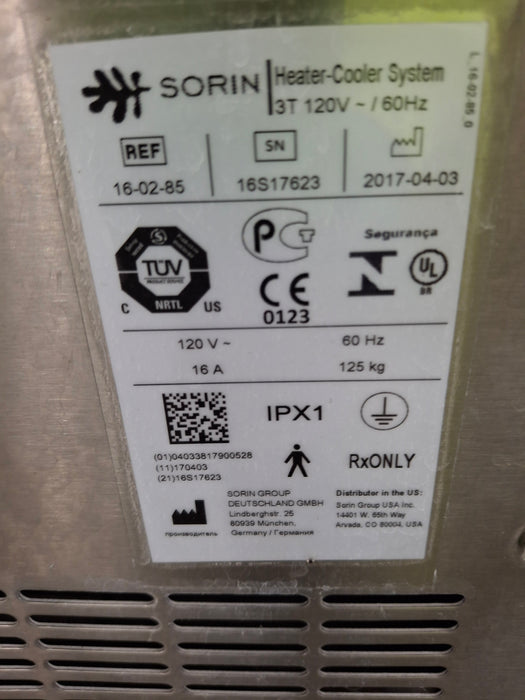 SORIN
Heater-Cooler System
3T 120V ~ / 60Hz
L_16-02-85_0
REF
SN
16-02-85
16S17623
2017-04-03
TÜV
C
NRTL
US
PCT
CE
0123
Segurança
UL
BR
120 V ~
60 Hz
16 A
125 kg
IPX1
(01)04033817900528
(11)170403
(21)16S17623
RxONLY
производитель
SORIN GROUP
DEUTSCHLAND GMBH
Lindberghstr. 25
80939 München,
Germany / Германия
Distributor in the US:
Sorin Group USA Inc.
14401 W. 65th Way
Arvada, CO 80004, USA